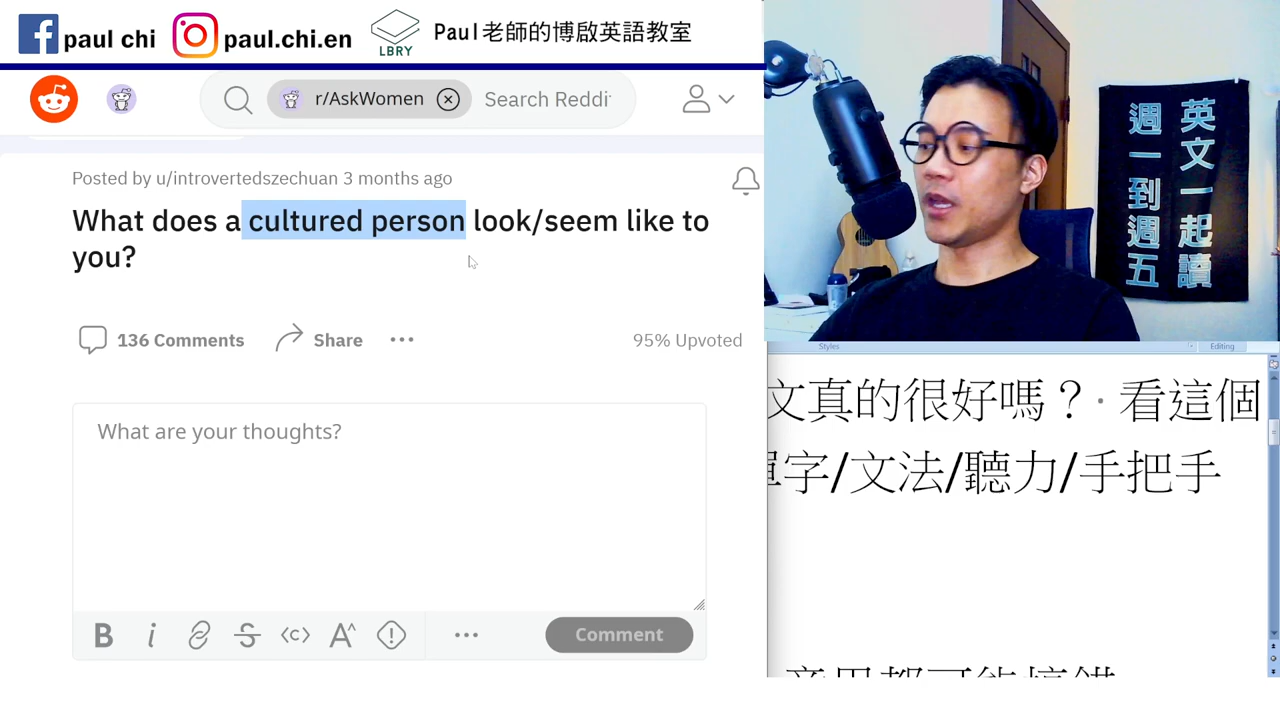 paul chi
paul.chi.en
LBRY
Paul老師的博啟英語教室
r/AskWomen
Search Reddi
Posted by u/introvertedszechuan 3 months ago
What does a cultured person look/seem like to
you?
136 Comments
Share
95% Upvoted
What are your thoughts?
B i S <c> A^
Comment
英文一起讀
週一到週五
Styles
Editing
文真的很好嗎？ 看這個
單字/文法/聽力/手把手